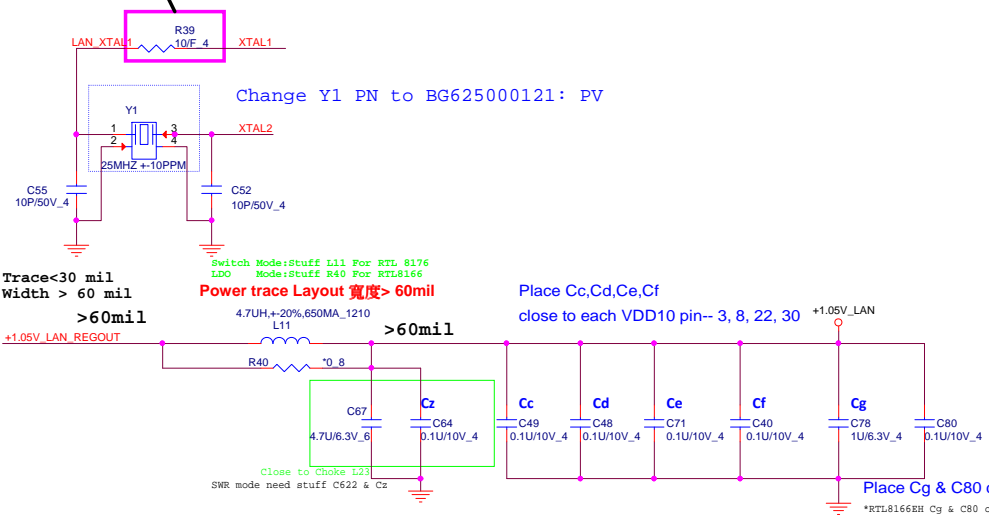 R39
10/F_4
LAN_XTAL1
XTAL1
Change Y1 PN to BG625000121: PV
Y1
1
2
3
4
XTAL2
25MHZ +-10PPM
C55
10P/50V_4
C52
10P/50V_4
Switch Mode:Stuff L11 For RTL 8176
LDO Mode:Stuff R40 For RTL8166
Trace<30 mil
Width > 60 mil
Power trace Layout 寬度> 60mil
Place Cc,Cd,Ce,Cf
close to each VDD10 pin-- 3, 8, 22, 30
+1.05V_LAN
>60mil
4.7UH,+-20%,650MA_1210
L11
>60mil
+1.05V_LAN_REGOUT
R40
*0_8
C67
4.7U/6.3V_6
Cz
C64
0.1U/10V_4
Cc
C49
0.1U/10V_4
Cd
C48
0.1U/10V_4
Ce
C71
0.1U/10V_4
Cf
C40
0.1U/10V_4
Cg
C78
1U/6.3V_4
C80
0.1U/10V_4
Close to Choke L23
SWR mode need stuff C622 & Cz
Place Cg & C80
*RTL8166EH Cg & C80